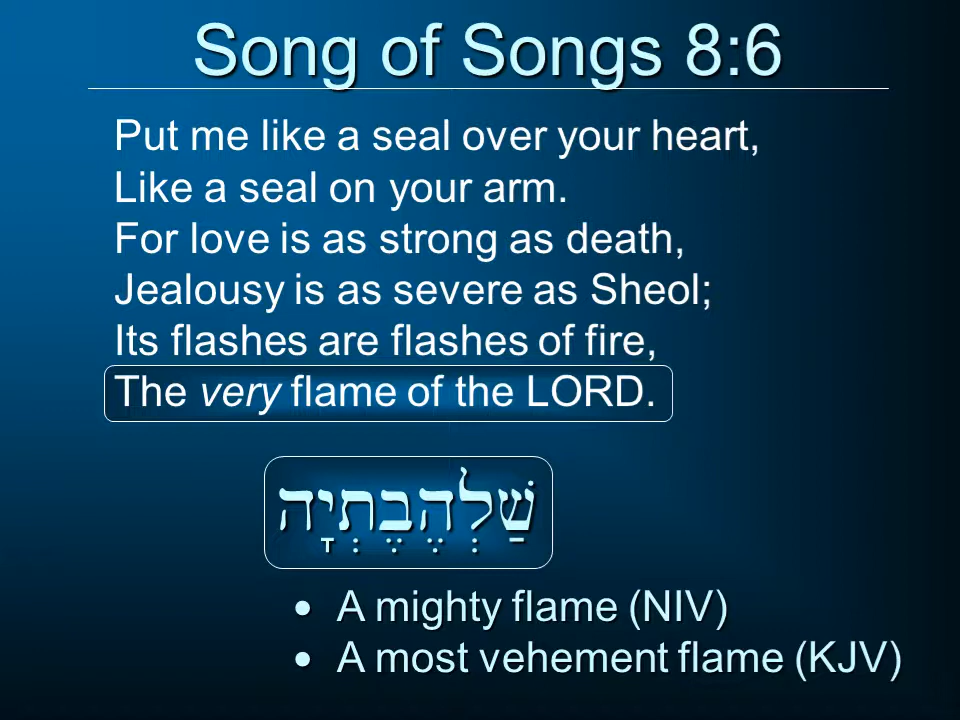 Song of Songs 8:6
Put me like a seal over your heart,
Like a seal on your arm.
For love is as strong as death,
Jealousy is as severe as Sheol;
Its flashes are flashes of fire,
The very flame of the LORD.
שַׁלְהֶבֶתְיָה
• A mighty flame (NIV)
• A most vehement flame (KJV)